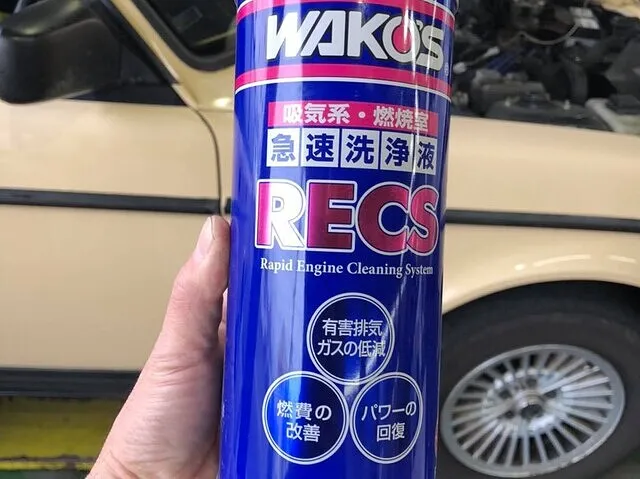 WAKO'S
吸気系・燃焼室
急速洗浄液
RECS
Rapid Engine Cleaning System
有害排気
ガスの低減
燃費の
改善
パワーの
回復